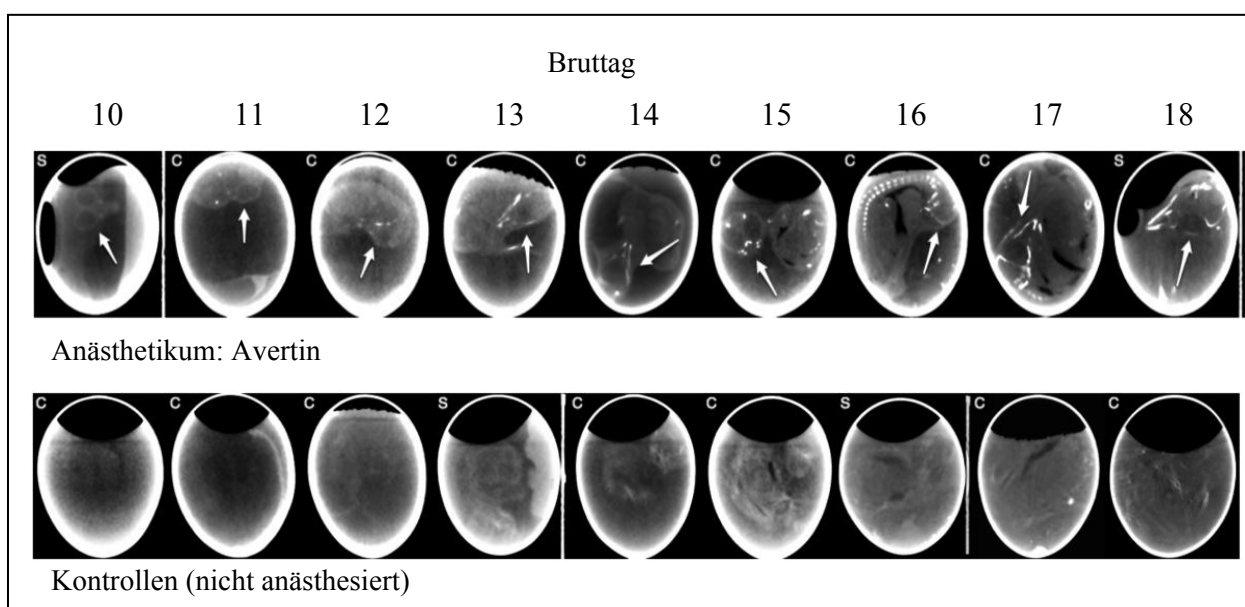 Bruttag
10 11 12 13 14 15 16 17 18
S C C C C C C C S
Anästhetikum: Avertin
C C C S C C S C C
Kontrollen (nicht anästhesiert)